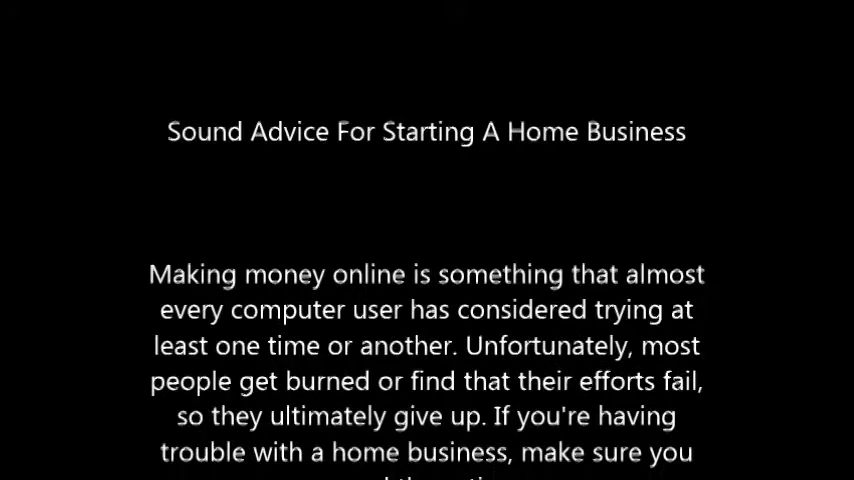 Sound Advice For Starting A Home Business
Making money online is something that almost
every computer user has considered trying at
least one time or another. Unfortunately, most
people get burned or find that their efforts fail,
so they ultimately give up. If you're having
trouble with a home business, make sure you